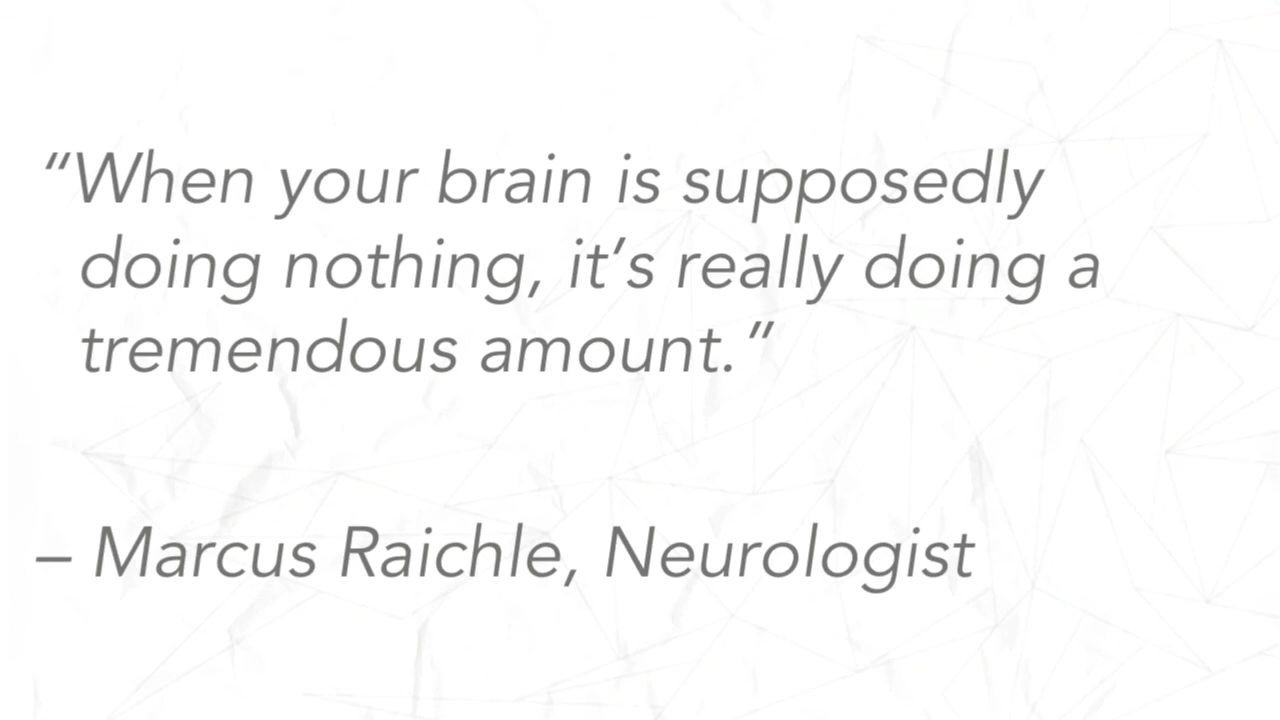 “When your brain is supposedly
doing nothing, it’s really doing a
tremendous amount.”
– Marcus Raichle, Neurologist